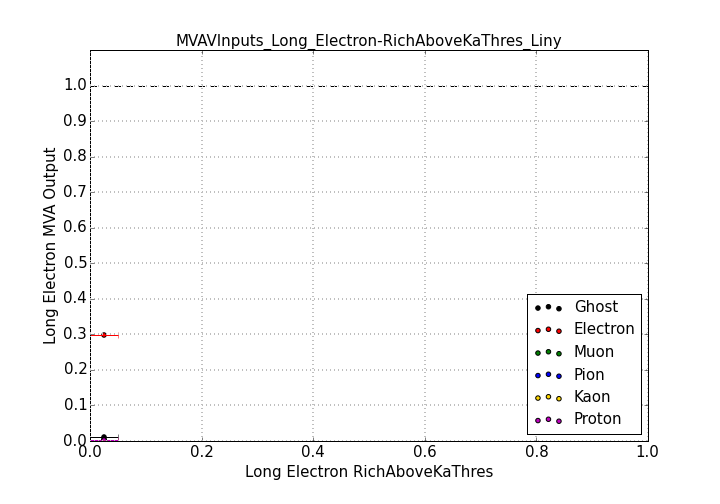 MVAVInputs_Long_Electron-RichAboveKaThres_Liny
Long Electron MVA Output
1.0
0.9
0.8
0.7
0.6
0.5
0.4
0.3
0.2
0.1
0.0
0.0 0.2 0.4 0.6 0.8 1.0
Long Electron RichAboveKaThres
Ghost
Electron
Muon
Pion
Kaon
Proton